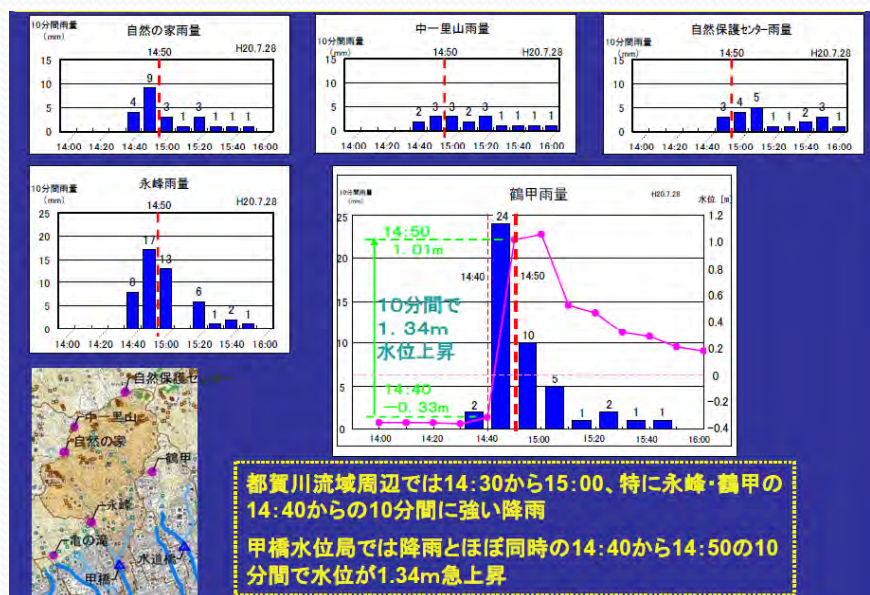 自然の家雨量
10分間雨量
(mm)
14:50
H20.7.28
15
10
5
0
4
9
3
1
3
1
1
1
14:00 14:20 14:40 15:00 15:20 15:40 16:00
中一里山雨量
10分間雨量
(mm)
14:50
H20.7.28
15
10
5
0
2
3
3
2
3
1
1
1
1
14:00 14:20 14:40 15:00 15:20 15:40 16:00
自然保護センター雨量
10分間雨量
(mm)
14:50
H20.7.28
15
10
5
0
3
4
5
1
1
2
3
1
14:00 14:20 14:40 15:00 15:20 15:40 16:00
永峰雨量
10分間雨量
(mm)
14:50
H20.7.28
25
20
15
10
5
0
8
17
13
6
1
2
1
14:00 14:20 14:40 15:00 15:20 15:40 16:00
鶴甲雨量
10分間雨量
(mm)
H20.7.28
水位 [m]
25
20
15
10
5
0
1.2
1.0
0.8
0.6
0.4
0.2
0
-0.2
-0.4
14:50
1.01m
14:40
14:50
10分間で
1.34m
水位上昇
14:40
-0.33m
2
24
10
5
1
2
1
1
14:00 14:20 14:40 15:00 15:20 15:40 16:00
自然保護センター
中一里山
自然の家
鶴甲
永峰
亀の滝
水道橋
甲橋
都賀川流域周辺では14:30から15:00、特に永峰・鶴甲の
14:40からの10分間に強い降雨
甲橋水位局では降雨とほぼ同時の14:40から14:50の10
分間で水位が1.34m急上昇